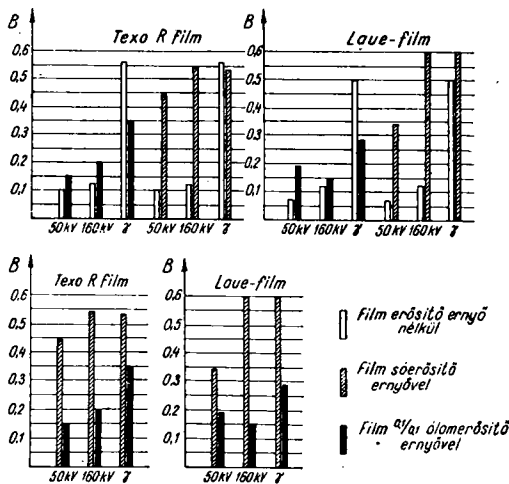 B Texo R film
0,6
0,5
0,4
0,3
0,2
0,1
50kV 160kV γ 50kV 160kV γ
B Laue-film
0,6
0,5
0,4
0,3
0,2
0,1
50kV 160kV γ 50kV 160kV γ
B Texo R film
0,6
0,5
0,4
0,3
0,2
0,1
50kV 160kV γ
B Laue-film
0,6
0,5
0,4
0,3
0,2
0,1
50kV 160kV γ
Film erősítő ernyő
nélkül
Film sóerősítő
ernyővel
Film 0,1/0,1 ólomerősítő
ernyővel